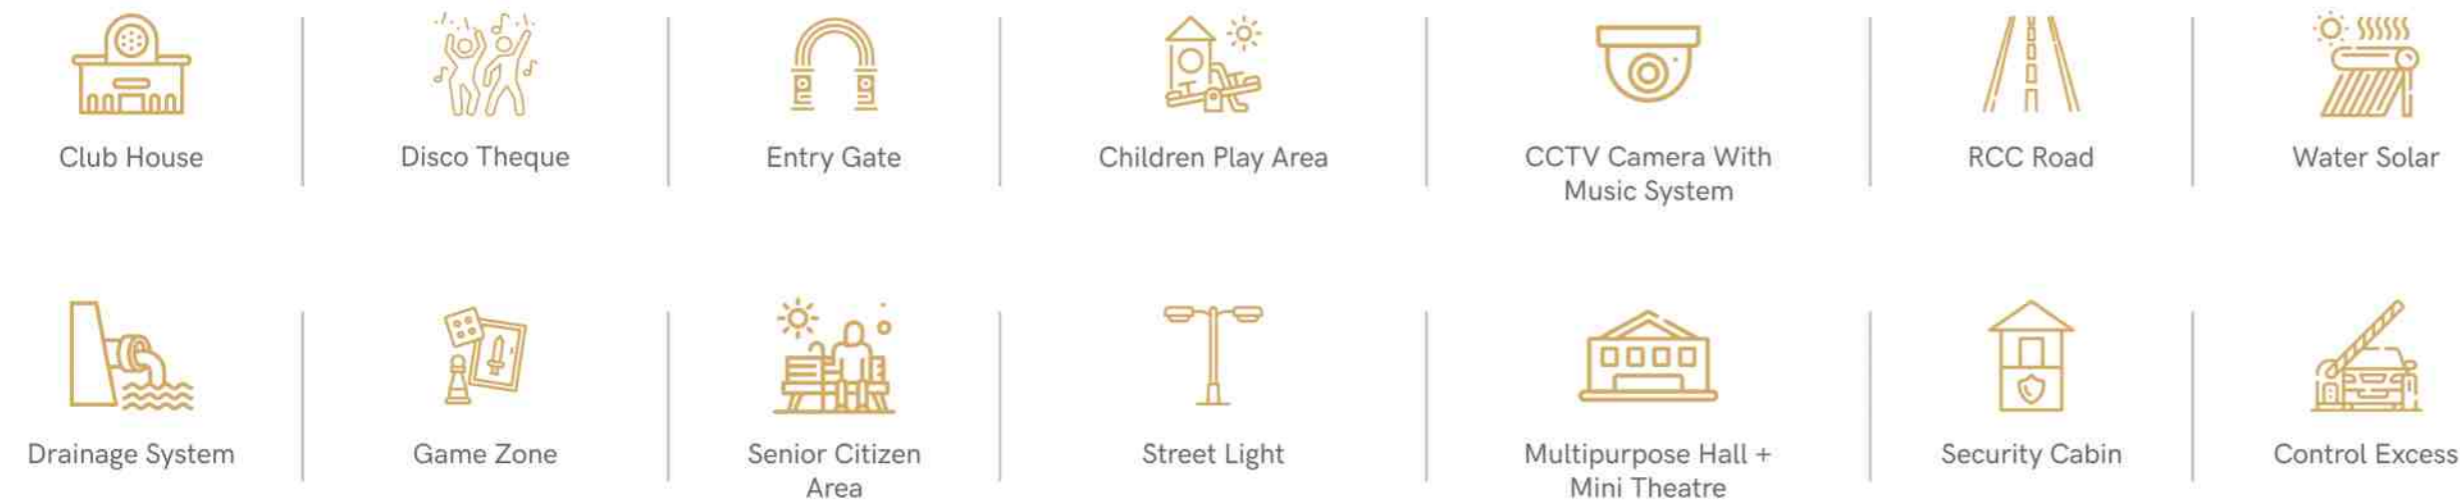 Club House
Disco Theque
Entry Gate
Children Play Area
CCTV Camera With
Music System
RCC Road
Water Solar
Drainage System
Game Zone
Senior Citizen
Area
Street Light
Multipurpose Hall +
Mini Theatre
Security Cabin
Control Excess